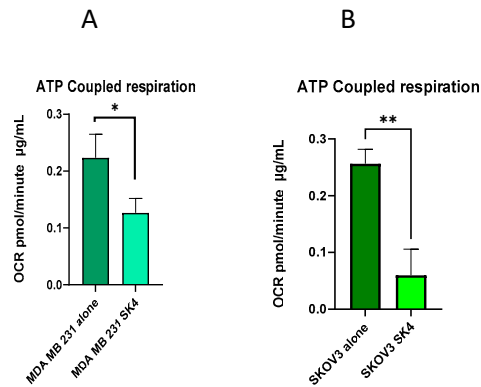 A
ATP Coupled respiration
OCR pmol/minute µg/mL
0.3
0.2
0.1
0.0
*
MDA MB 231 alone
MDA MB 231 SK4
B
ATP Coupled respiration
OCR pmol/minute µg/mL
0.3
0.2
0.1
0.0
**
SKOV3 alone
SKOV3 SK4